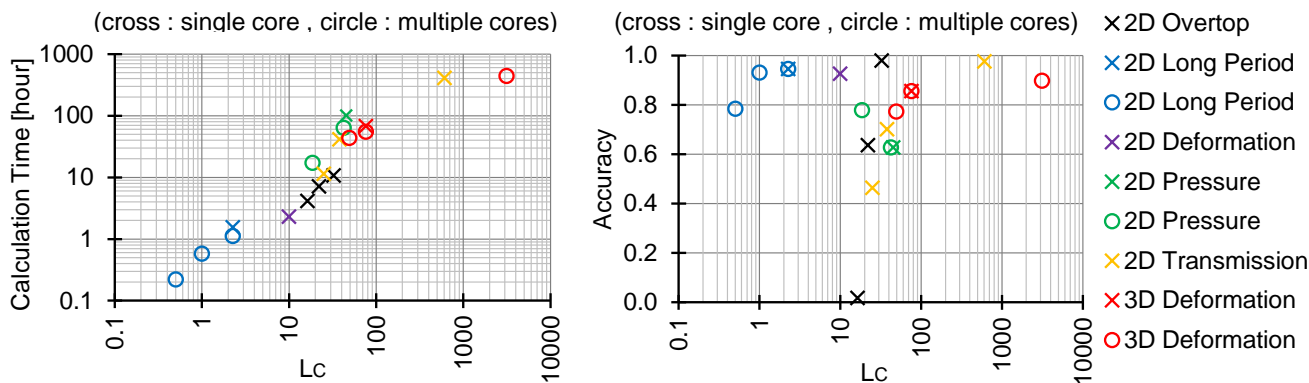 (cross : single core , circle : multiple cores)
Calculation Time [hour]
1000
100
10
1
0.1
0.1
1
10
100
1000
10000
LC
(cross : single core , circle : multiple cores)
Accuracy
1.0
0.8
0.6
0.4
0.2
0.0
0.1
1
10
100
1000
10000
LC
2D Overtop
2D Long Period
2D Long Period
2D Deformation
2D Pressure
2D Pressure
2D Transmission
3D Deformation
3D Deformation